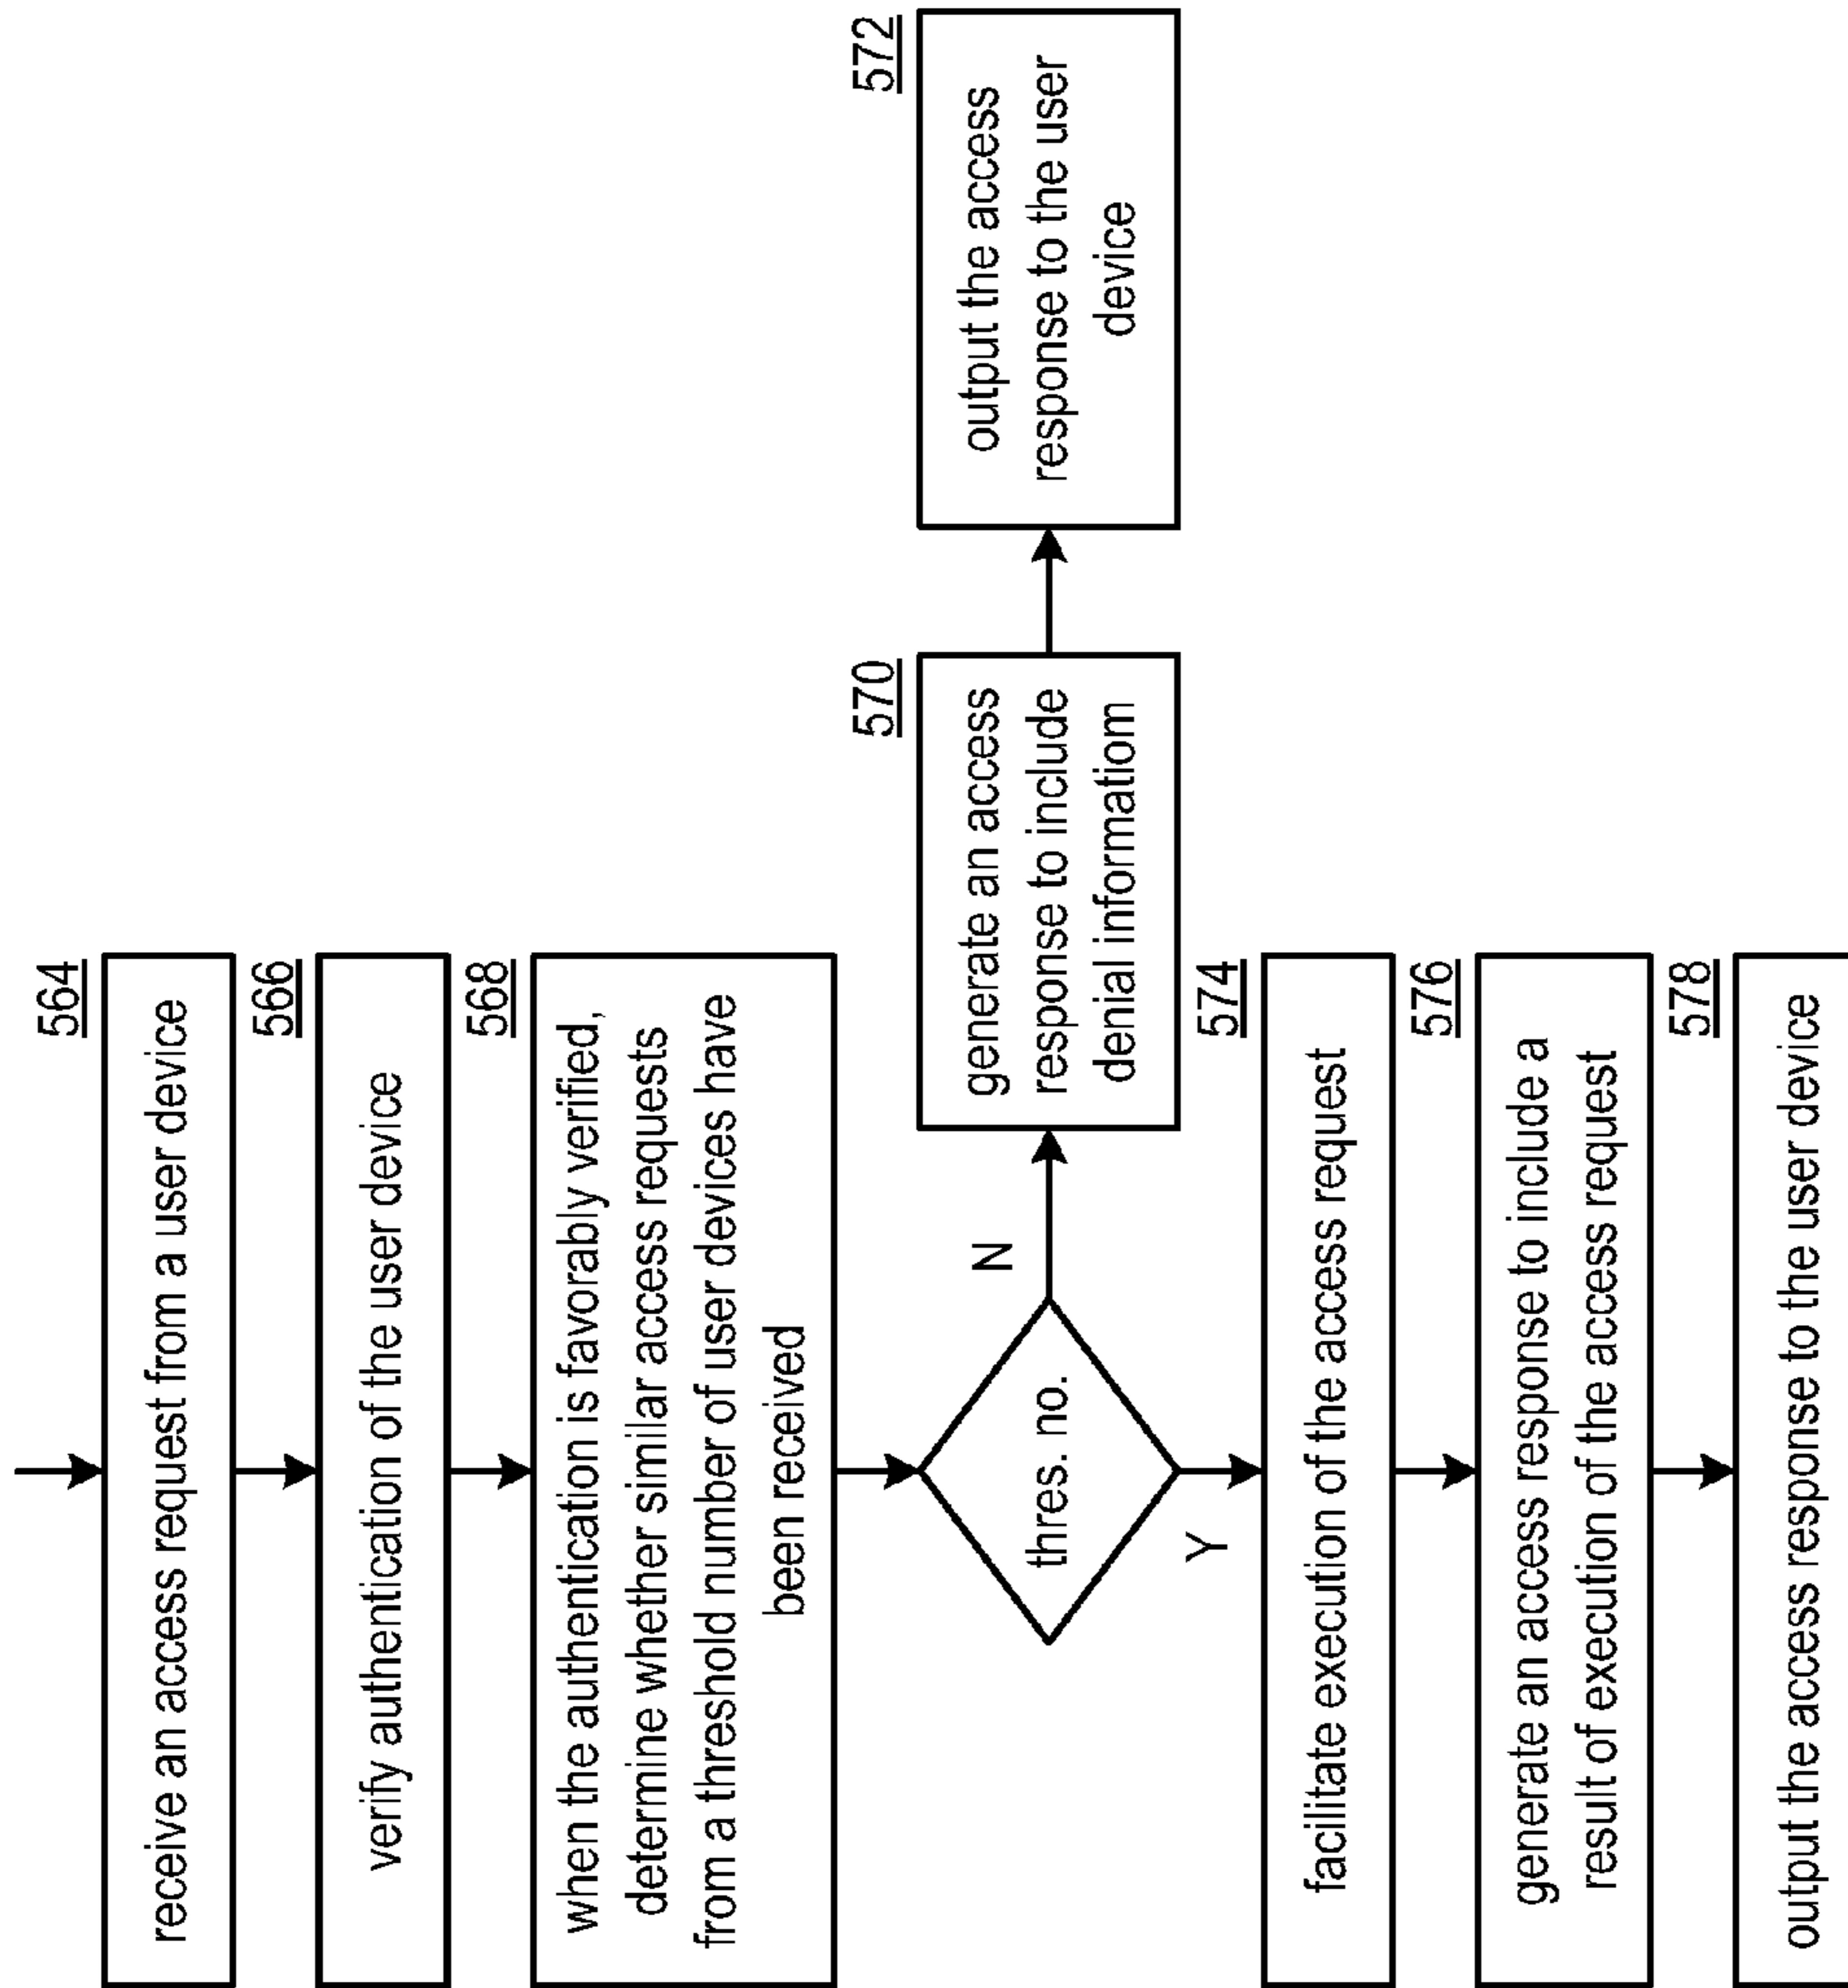 564
receive an access request from a user device
566
verify authentication of the user device
568
when the authentication is favorably verified,
determine whether similar access requests
from a threshold number of user devices have
been received
thres. no.
N
Y
570
generate an access
response to include
denial informatiom
572
output the access
response to the user
device
574
facilitate execution of the access request
576
generate an access response to include a
result of execution of the access request
578
output the access response to the user device